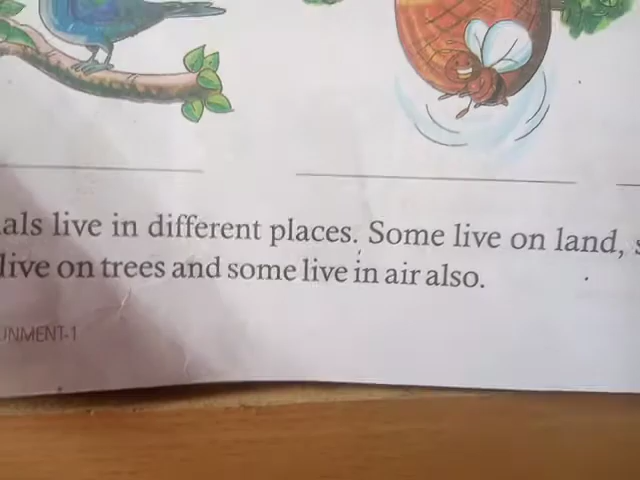 als live in different places. Some live on land, s
live on trees and some live in air also.
UNMENT-1